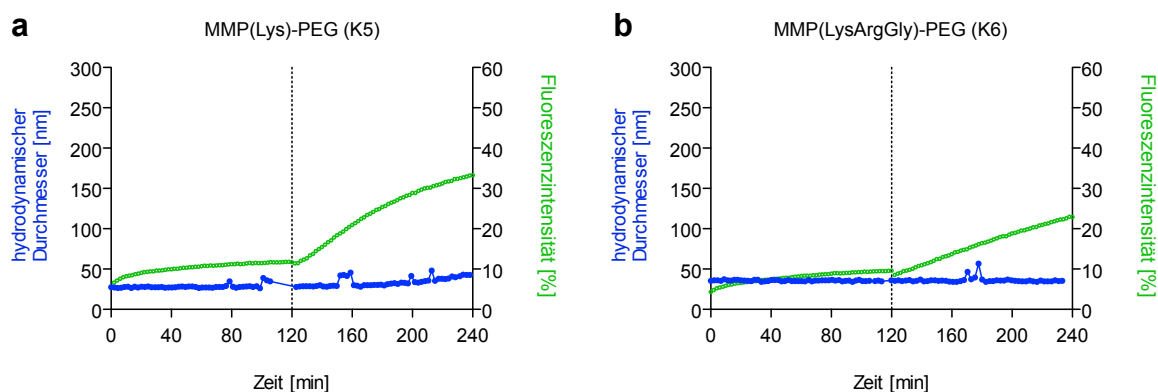 a
MMP(Lys)-PEG (K5)
hydrodynamischer
Durchmesser [nm]
300
250
200
150
100
50
0
60
50
40
30
20
10
0
Fluoreszenzintensität [%]
0 40 80 120 160 200 240
Zeit [min]
b
MMP(LysArgGly)-PEG (K6)
hydrodynamischer
Durchmesser [nm]
300
250
200
150
100
50
0
60
50
40
30
20
10
0
Fluoreszenzintensität [%]
0 40 80 120 160 200 240
Zeit [min]